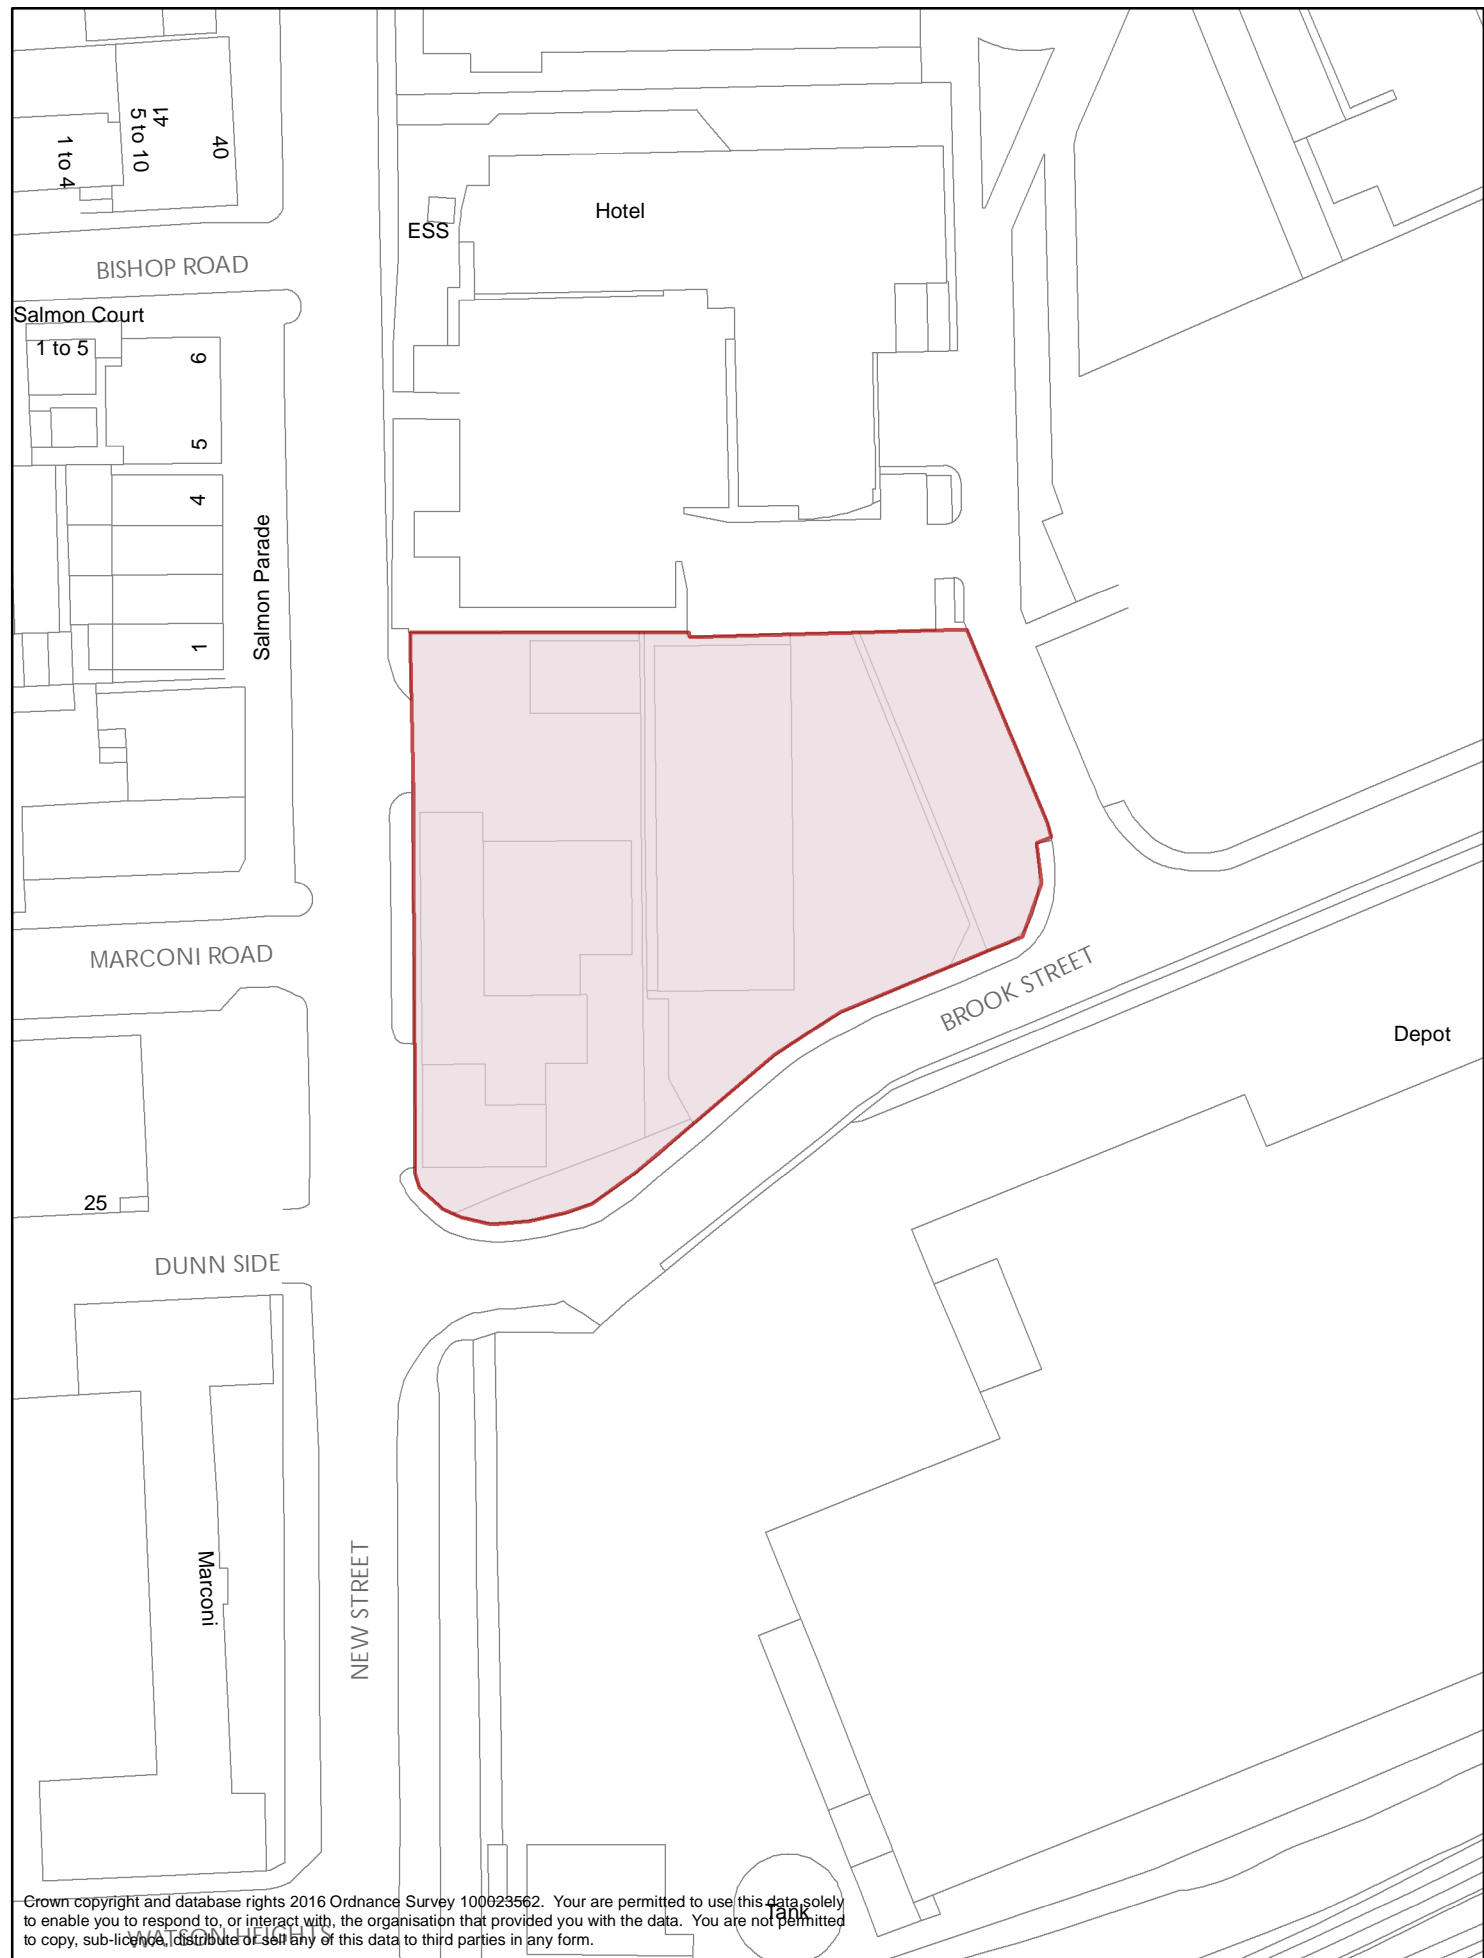 1 to 4
5 to 10
41
40
Hotel
ESS
BISHOP ROAD
Salmon Court
1 to 5
6
5
4
Salmon Parade
1
MARCONI ROAD
BROOK STREET
Depot
25
DUNN SIDE
Marconi
NEW STREET
Crown copyright and database rights 2016 Ordnance Survey 100023562. Your are permitted to use this data solely
to enable you to respond to, or interact with, the organisation that provided you with the data. You are not permitted
to copy, sub-licence, distribute or sell any of this data to third parties in any form.
Tank
WATSON HEIGHTS